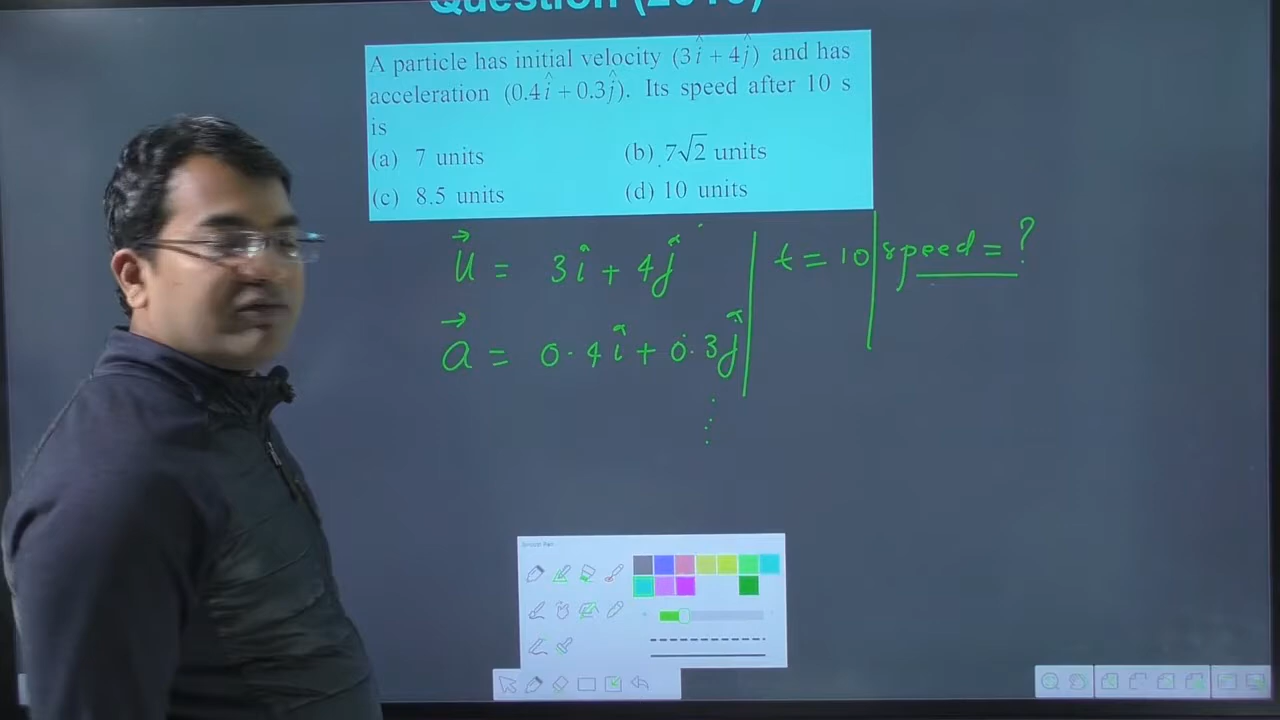 Question (2010)
A particle has initial velocity (3î + 4ĵ) and has
acceleration (0.4î + 0.3ĵ). Its speed after 10 s
is
(a) 7 units (b) 7√2 units
(c) 8.5 units (d) 10 units
u⃗ = 3î + 4ĵ t = 10 speed = ?
a⃗ = 0.4î + 0.3ĵ